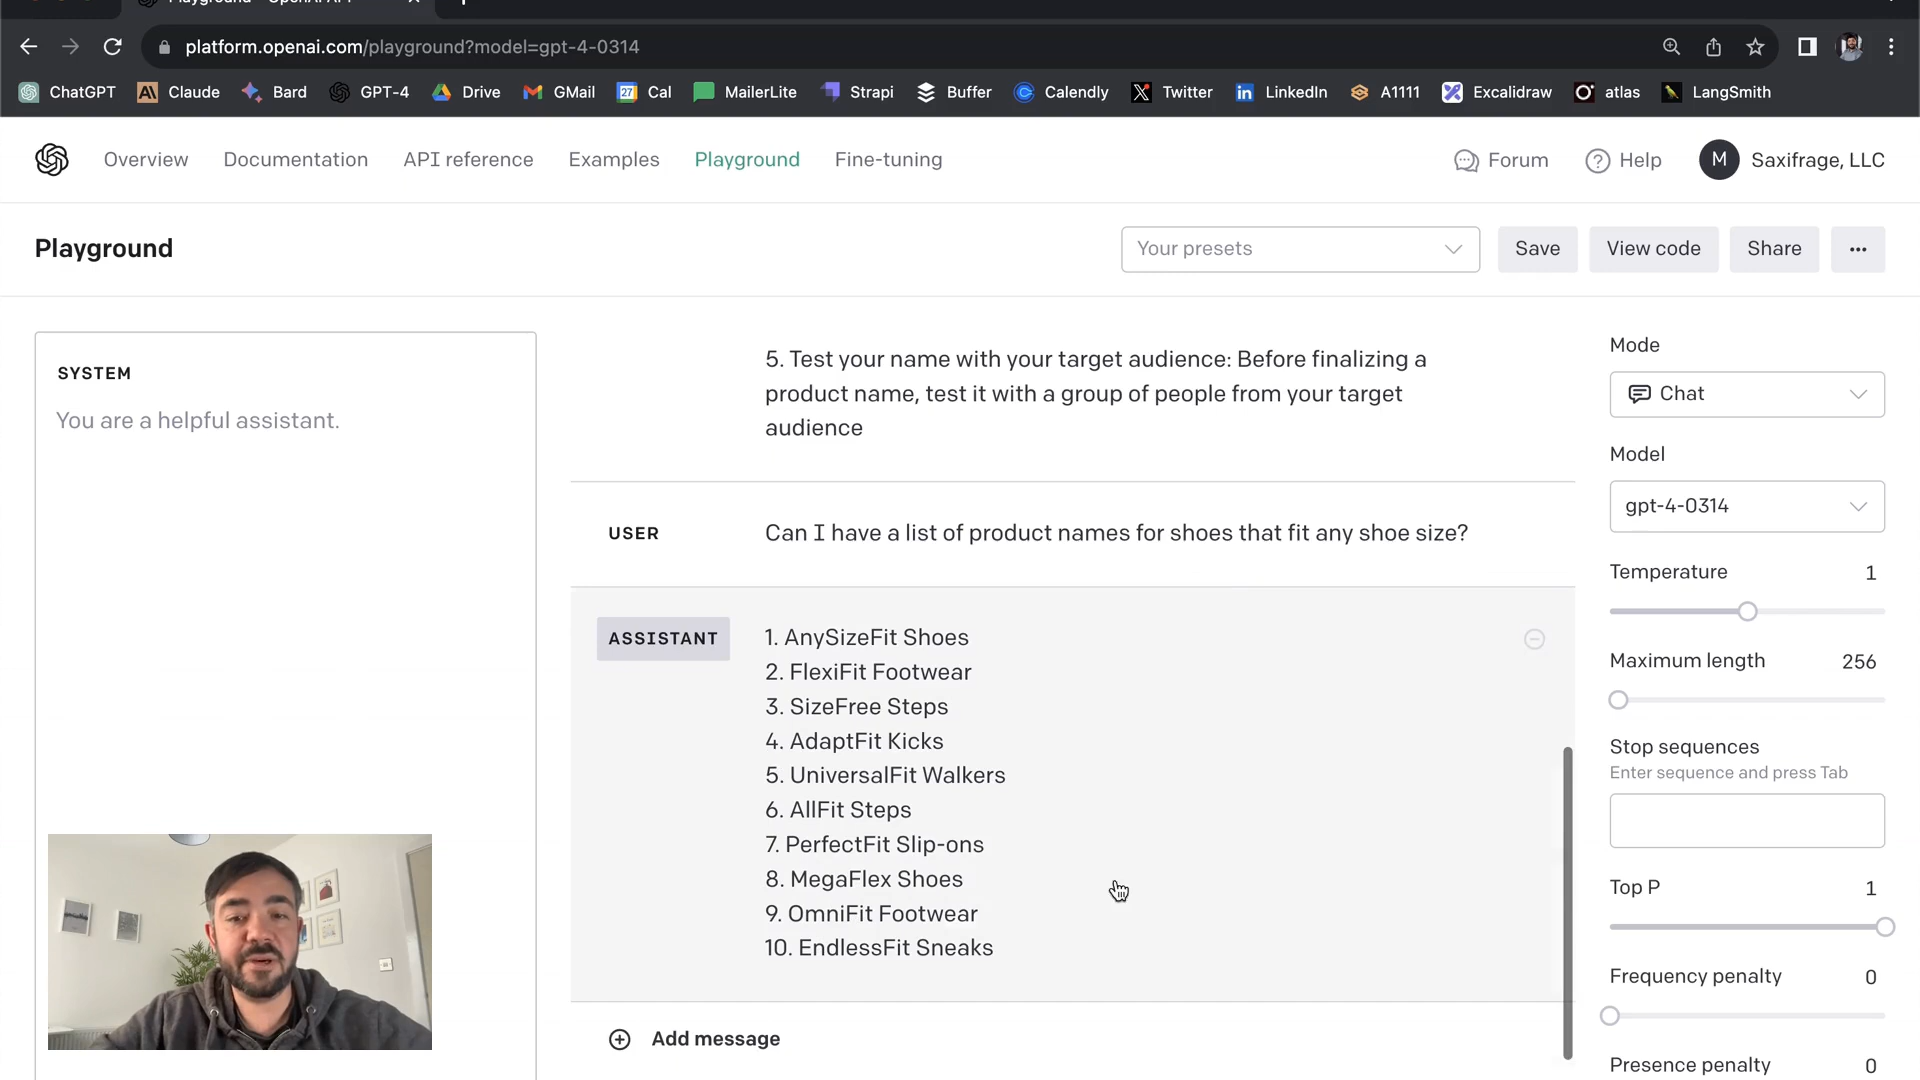 platform.openai.com/playground?model=gpt-4-0314
ChatGPT Claude Bard GPT-4 Drive GMail Cal MailerLite Strapi Buffer Calendly Twitter LinkedIn A1111 Excalidraw atlas LangSmith
Overview Documentation API reference Examples Playground Fine-tuning Forum Help M Saxifrage, LLC
Playground Your presets Save View code Share ...
SYSTEM
You are a helpful assistant.
5. Test your name with your target audience: Before finalizing a
product name, test it with a group of people from your target
audience
USER Can I have a list of product names for shoes that fit any shoe size?
ASSISTANT 1. AnySizeFit Shoes
2. FlexiFit Footwear
3. SizeFree Steps
4. AdaptFit Kicks
5. UniversalFit Walkers
6. AllFit Steps
7. PerfectFit Slip-ons
8. MegaFlex Shoes
9. OmniFit Footwear
10. EndlessFit Sneaks
Add message
Mode
Chat
Model
gpt-4-0314
Temperature 1
Maximum length 256
Stop sequences
Enter sequence and press Tab
Top P 1
Frequency penalty 0
Presence penalty 0